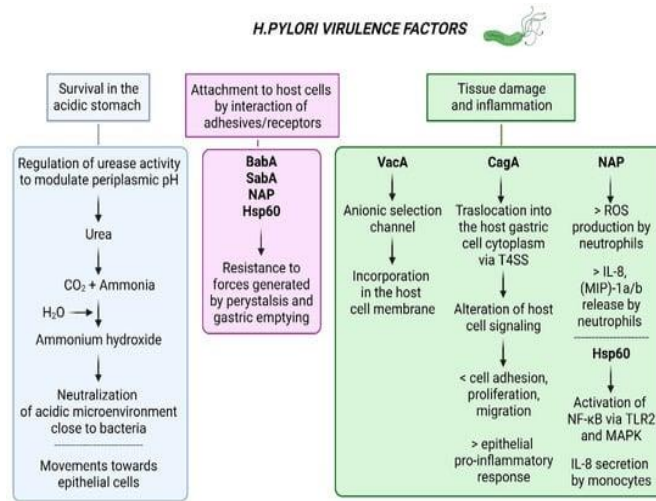 H.PYLORI VIRULENCE FACTORS
Survival in the
acidic stomach
Regulation of urease activity
to modulate periplasmic pH
Urea
CO₂ + Ammonia
H₂O
Ammonium hydroxide
Neutralization
of acidic microenvironment
close to bacteria
Movements towards
epithelial cells
Attachment to host cells
by interaction of
adhesives/receptors
BabA
SabA
NAP
Hsp60
Resistance to
forces generated by
perystalsis and
gastric emptying
Tissue damage
and inflammation
VacA
Anionic selection
channel
Incorporation
in the host
cell membrane
CagA
Traslocation into
the host gastric
cell cytoplasm
via T4SS
Alteration of host
cell signaling
< cell adhesion,
proliferation,
migration
> epithelial
pro-inflammatory
response
NAP
> ROS
production by
neutrophils
> IL-8,
(MIP)-1a/b
release by
neutrophils
Hsp60
Activation of
NF-κB via TLR2
and MAPK
IL-8 secretion
by monocytes